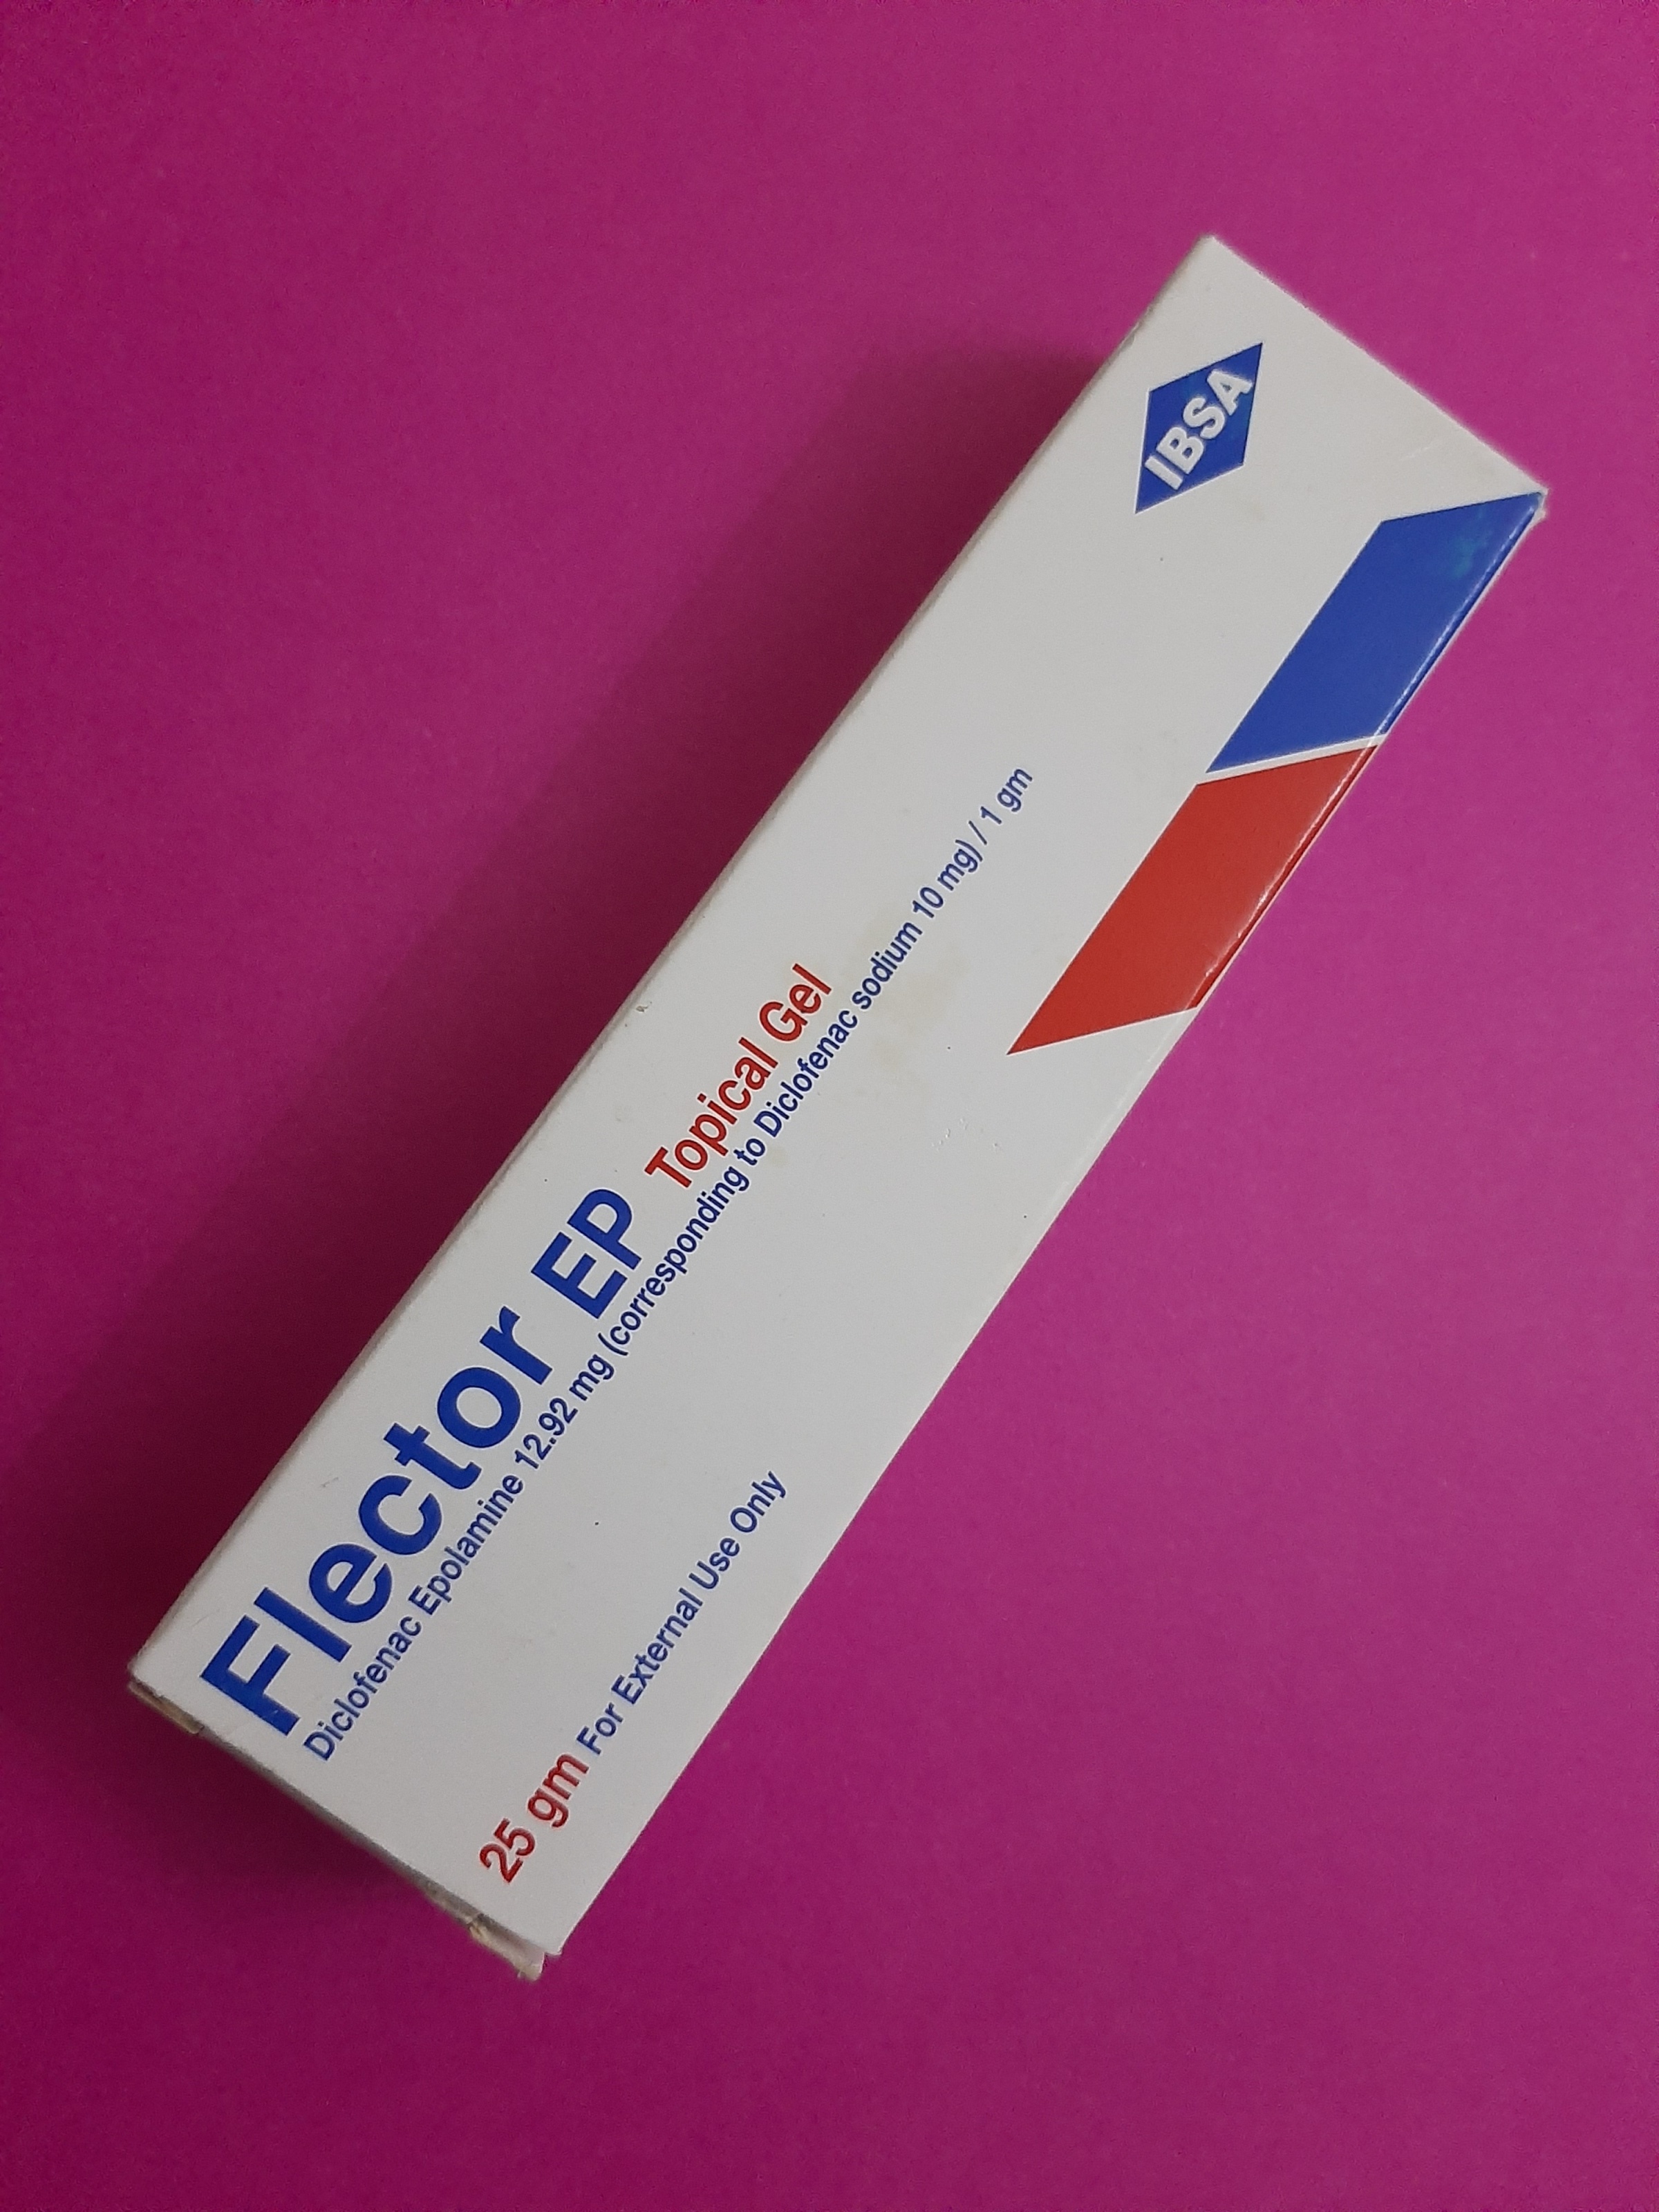 Flector EP Topical Gel
Diclofenac Epolamine 12.92 mg (corresponding to Diclofenac sodium 10 mg) / 1 gm
25 gm For External Use Only
IBSA